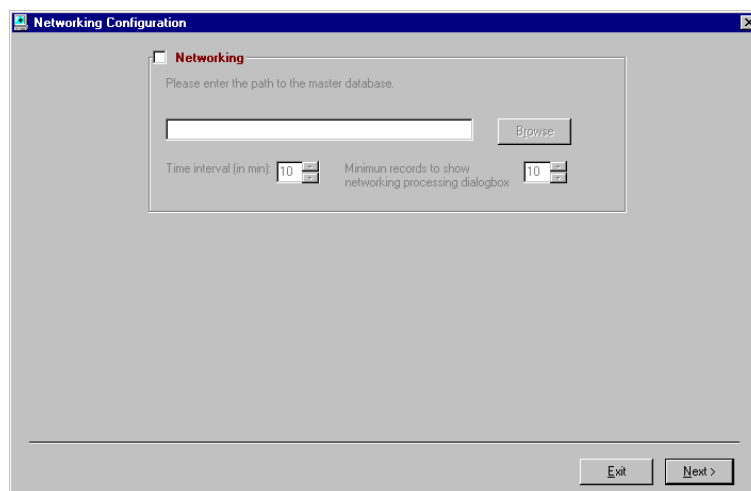 Networking Configuration
Networking
Please enter the path to the master database.
Browse
Time interval (in min): 10 Minimun records to show 10
networking processing dialogbox
Exit Next >